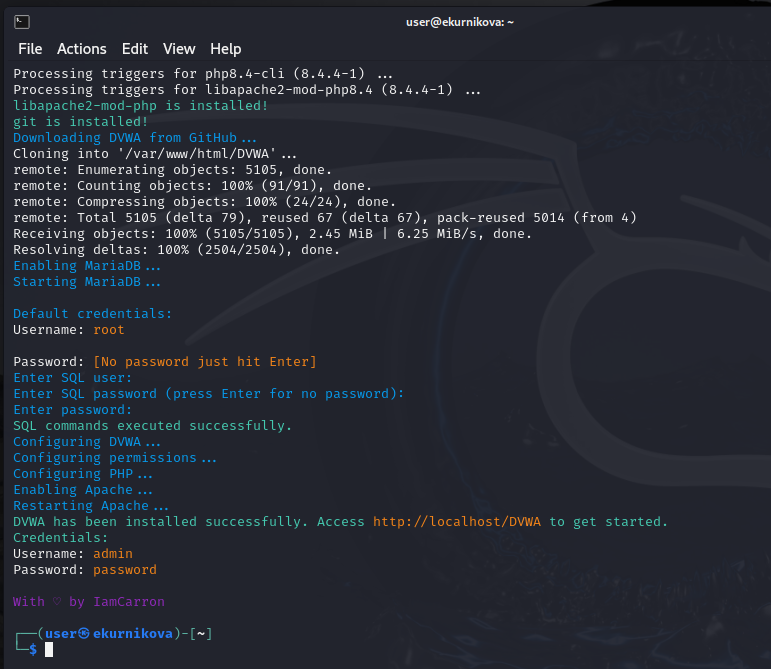 user@ekurnikova: ~
File Actions Edit View Help
Processing triggers for php8.4-cli (8.4.4-1) ...
Processing triggers for libapache2-mod-php8.4 (8.4.4-1) ...
libapache2-mod-php is installed!
git is installed!
Downloading DVWA from GitHub...
Cloning into '/var/www/html/DVWA'...
remote: Enumerating objects: 5105, done.
remote: Counting objects: 100% (91/91), done.
remote: Compressing objects: 100% (24/24), done.
remote: Total 5105 (delta 79), reused 67 (delta 67), pack-reused 5014 (from 4)
Receiving objects: 100% (5105/5105), 2.45 MiB | 6.25 MiB/s, done.
Resolving deltas: 100% (2504/2504), done.
Enabling MariaDB...
Starting MariaDB...
Default credentials:
Username: root
Password: [No password just hit Enter]
Enter SQL user:
Enter SQL password (press Enter for no password):
Enter password:
SQL commands executed successfully.
Configuring DVWA...
Configuring permissions...
Configuring PHP...
Enabling Apache...
Restarting Apache...
DVWA has been installed successfully. Access http://localhost/DVWA to get started.
Credentials:
Username: admin
Password: password
With ♡ by IamCarron
┌──(user㉿ekurnikova)-[~]
└─$